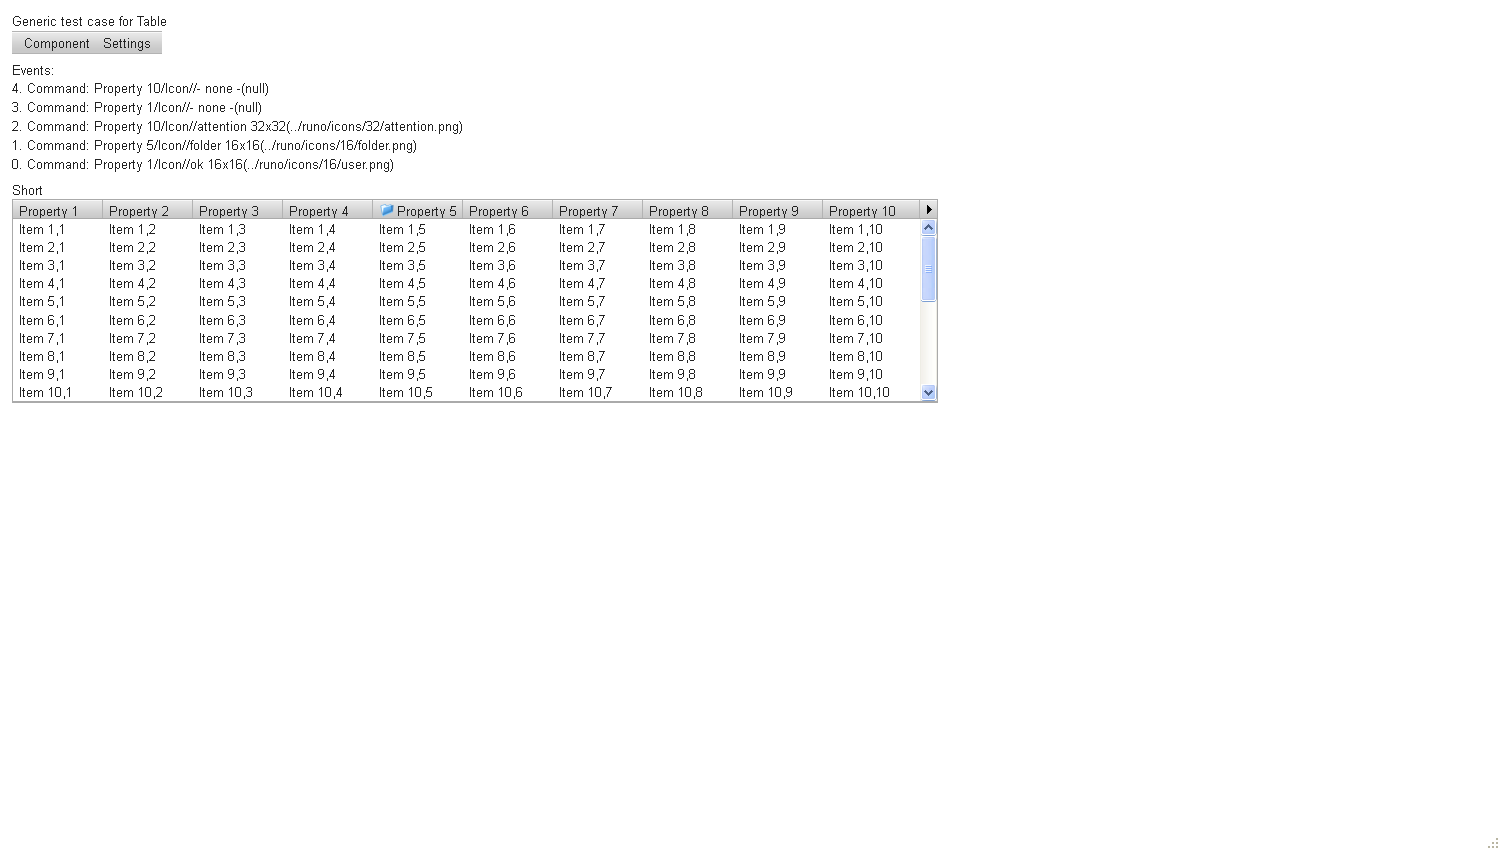 Generic test case for Table
Component Settings
Events:
4. Command: Property 10/Icon//- none -(null)
3. Command: Property 1/Icon//- none -(null)
2. Command: Property 10/Icon//attention 32x32(../runo/icons/32/attention.png)
1. Command: Property 5/Icon//folder 16x16(../runo/icons/16/folder.png)
0. Command: Property 1/Icon//ok 16x16(../runo/icons/16/user.png)
Short
Property 1 Property 2 Property 3 Property 4 Property 5 Property 6 Property 7 Property 8 Property 9 Property 10
Item 1,1 Item 1,2 Item 1,3 Item 1,4 Item 1,5 Item 1,6 Item 1,7 Item 1,8 Item 1,9 Item 1,10
Item 2,1 Item 2,2 Item 2,3 Item 2,4 Item 2,5 Item 2,6 Item 2,7 Item 2,8 Item 2,9 Item 2,10
Item 3,1 Item 3,2 Item 3,3 Item 3,4 Item 3,5 Item 3,6 Item 3,7 Item 3,8 Item 3,9 Item 3,10
Item 4,1 Item 4,2 Item 4,3 Item 4,4 Item 4,5 Item 4,6 Item 4,7 Item 4,8 Item 4,9 Item 4,10
Item 5,1 Item 5,2 Item 5,3 Item 5,4 Item 5,5 Item 5,6 Item 5,7 Item 5,8 Item 5,9 Item 5,10
Item 6,1 Item 6,2 Item 6,3 Item 6,4 Item 6,5 Item 6,6 Item 6,7 Item 6,8 Item 6,9 Item 6,10
Item 7,1 Item 7,2 Item 7,3 Item 7,4 Item 7,5 Item 7,6 Item 7,7 Item 7,8 Item 7,9 Item 7,10
Item 8,1 Item 8,2 Item 8,3 Item 8,4 Item 8,5 Item 8,6 Item 8,7 Item 8,8 Item 8,9 Item 8,10
Item 9,1 Item 9,2 Item 9,3 Item 9,4 Item 9,5 Item 9,6 Item 9,7 Item 9,8 Item 9,9 Item 9,10
Item 10,1 Item 10,2 Item 10,3 Item 10,4 Item 10,5 Item 10,6 Item 10,7 Item 10,8 Item 10,9 Item 10,10